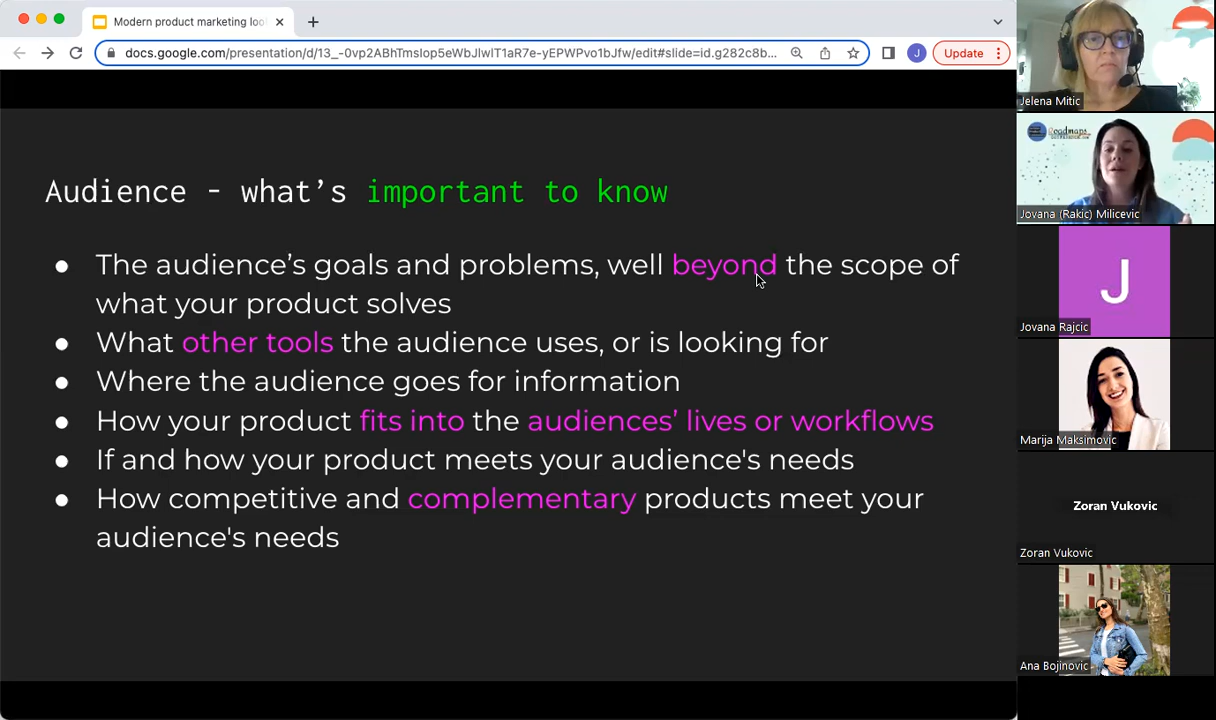 Modern product marketing loo
docs.google.com/presentation/d/13_-0vp2ABhTmsIop5eWbJlwIT1aR7e-yEPWPvo1bJfw/edit#slide=id.g282c8b...
J
Update
Audience - what's important to know
● The audience's goals and problems, well beyond the scope of
what your product solves
● What other tools the audience uses, or is looking for
● Where the audience goes for information
● How your product fits into the audiences' lives or workflows
● If and how your product meets your audience's needs
● How competitive and complementary products meet your
audience's needs
Jelena Mitic
Roadmaps
Jovana (Rakic) Milicevic
J
Jovana Rajcic
Marija Maksimovic
Zoran Vukovic
Zoran Vukovic
Ana Bojinovic